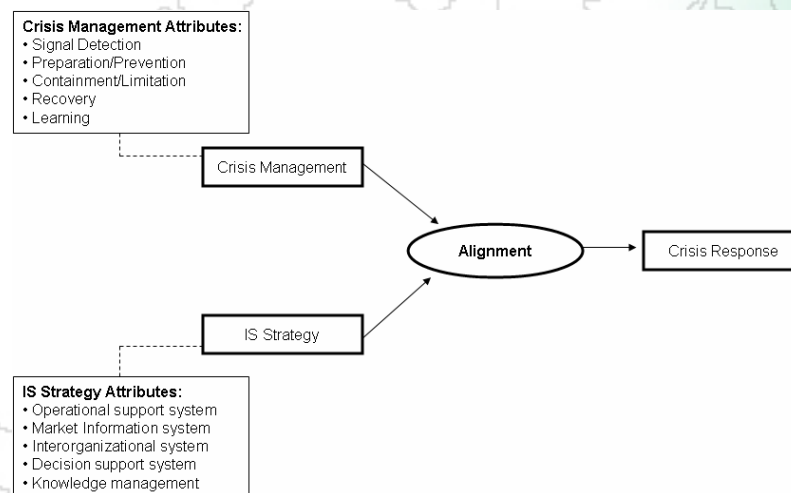 Crisis Management Attributes:
• Signal Detection
• Preparation/Prevention
• Containment/Limitation
• Recovery
• Learning
Crisis Management
Alignment
Crisis Response
IS Strategy
IS Strategy Attributes:
• Operational support system
• Market Information system
• Interorganizational system
• Decision support system
• Knowledge management